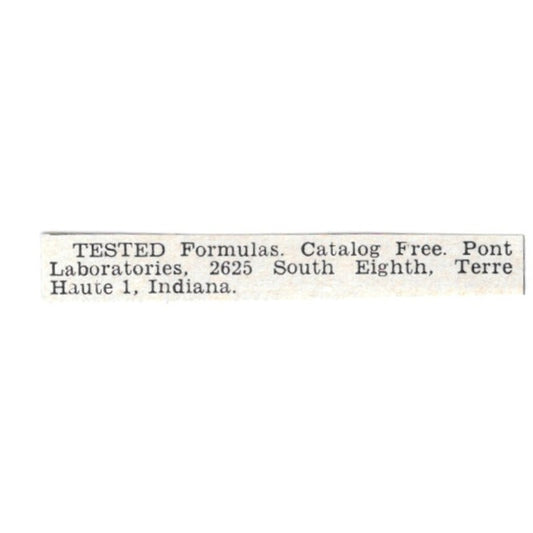 TESTED Formulas. Catalog Free. Pont
Laboratories, 2625 South Eighth, Terre
Haute 1, Indiana.